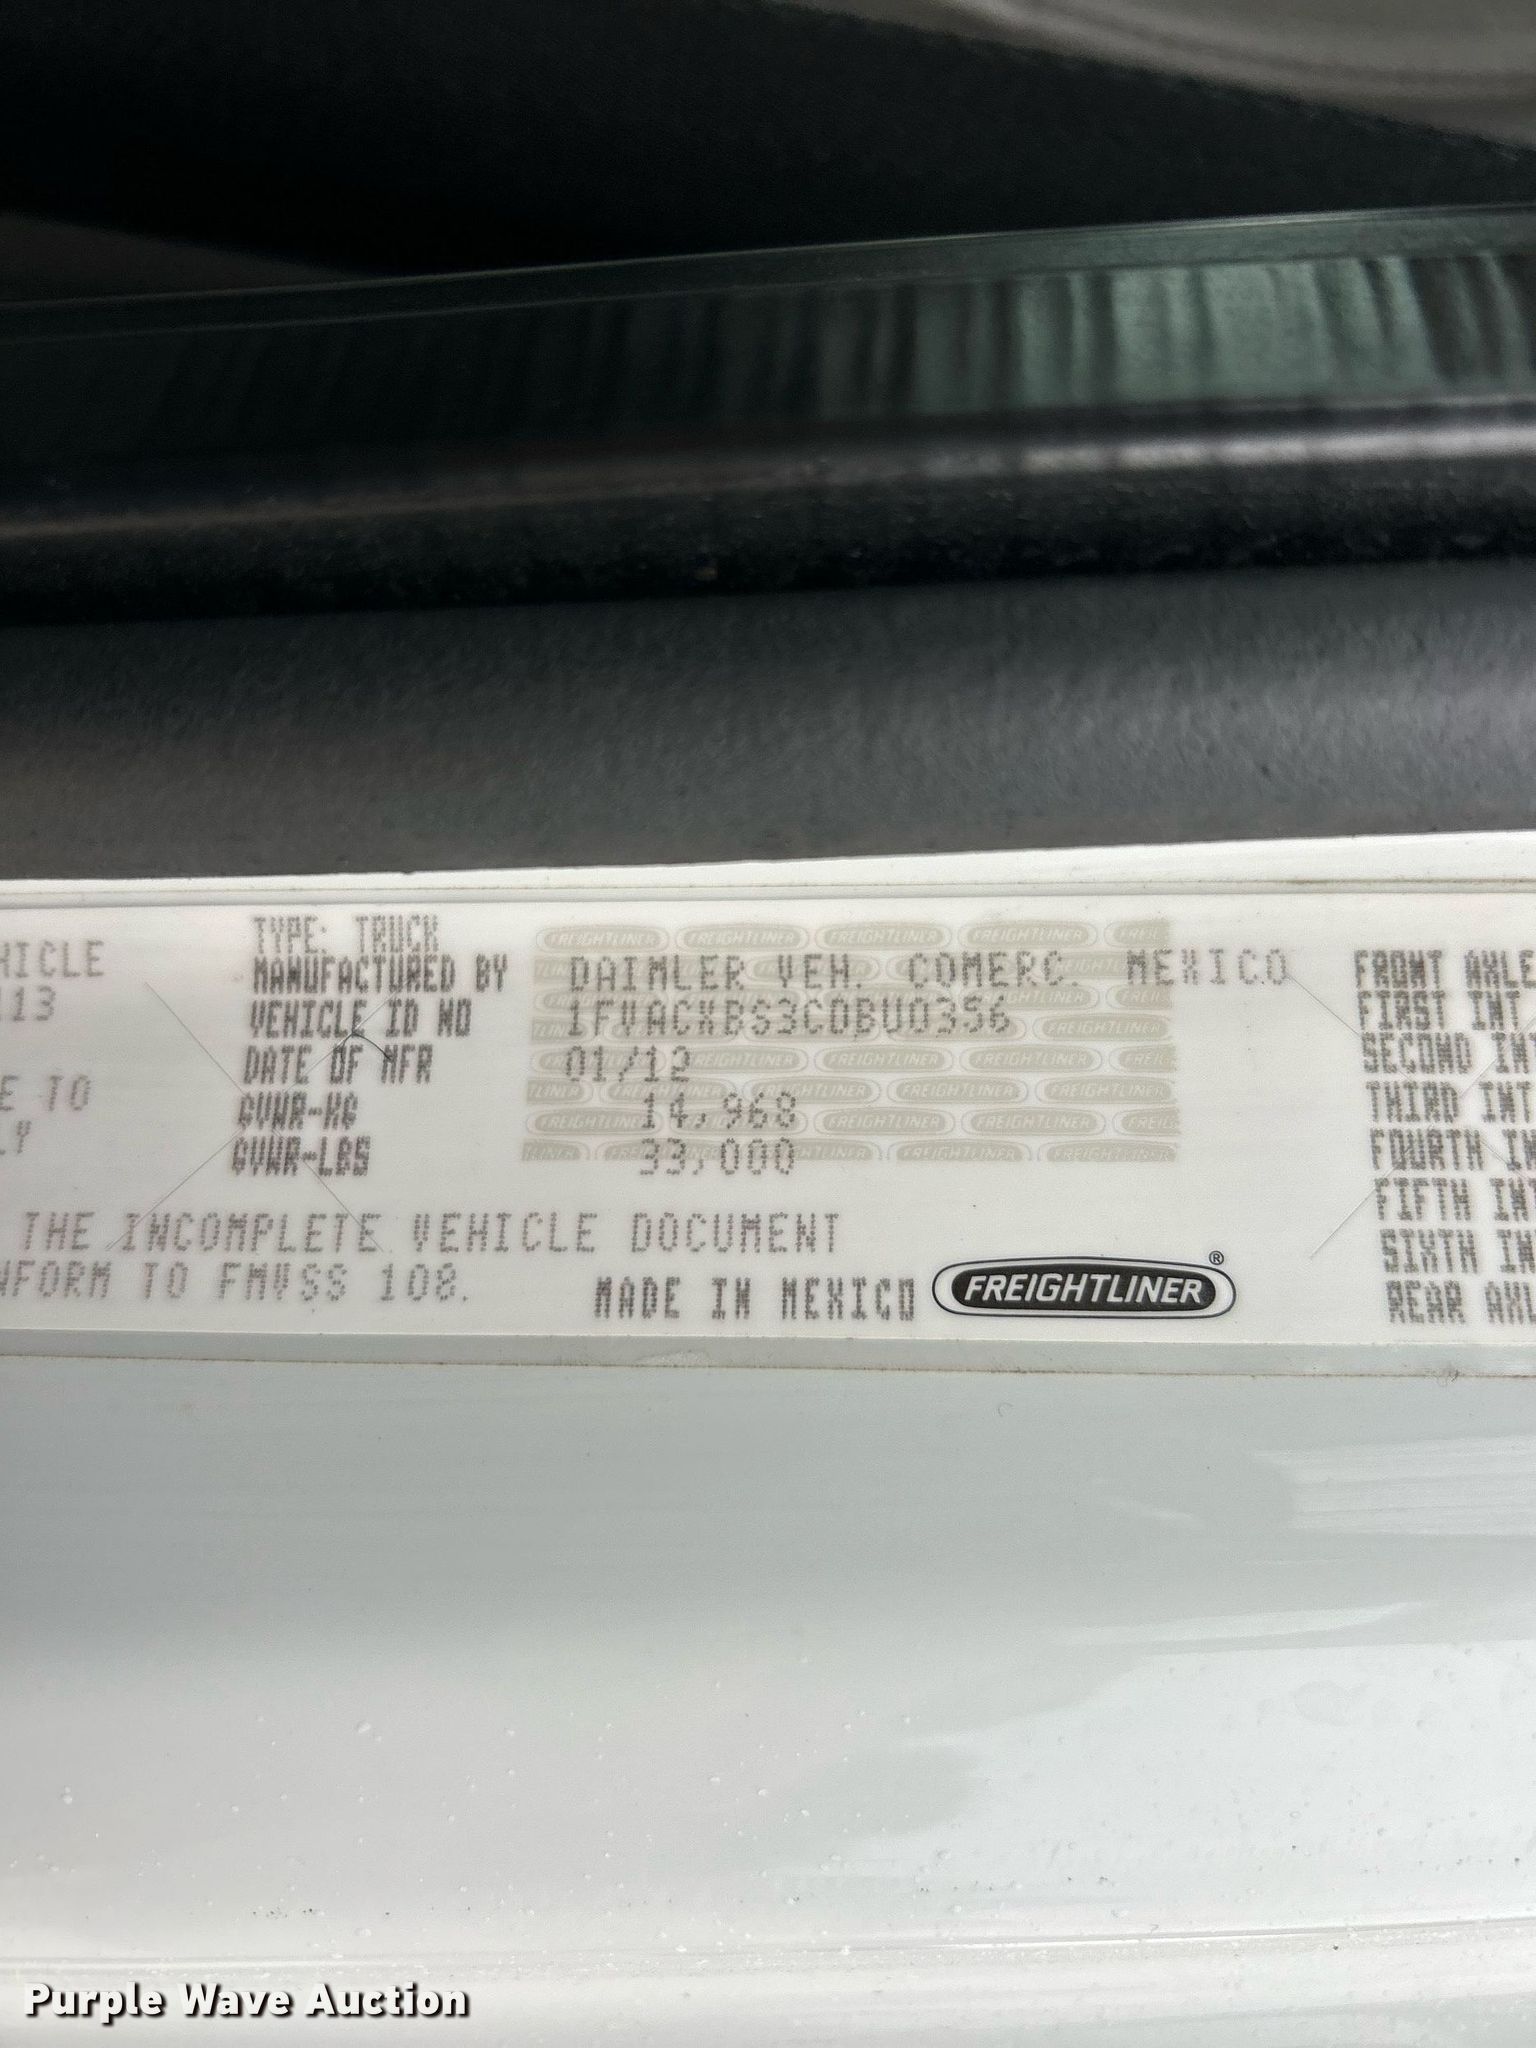 TYPE: TRUCK
HICLE
MANUFACTURED BY DAIMLER VEH. COMERC. MEXICO
113
VEHICLE ID NO 1FVACXBS3CDBU0356
DATE OF MFR 01/12
E TO
GVWR-KG 14,968
LY
GVWR-LBS 33,000
THE INCOMPLETE VEHICLE DOCUMENT
NFORM TO FMVSS 108.
MADE IN MEXICO
FREIGHTLINER®
FRONT AXLE
FIRST INT
SECOND INT
THIRD INT
FOURTH IN
FIFTH INT
SIXTH IN
REAR AXL
Purple Wave Auction